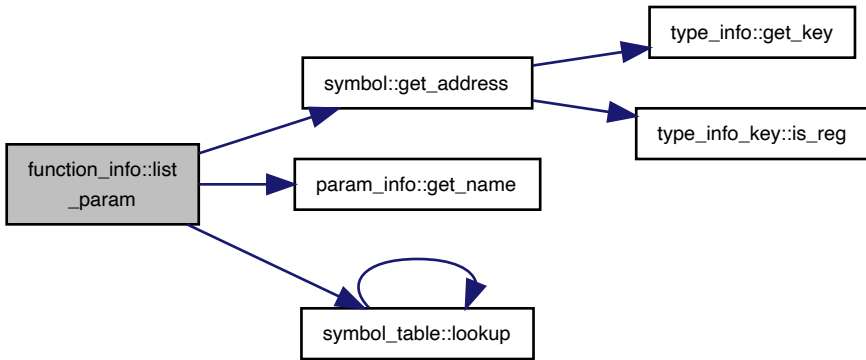 function_info::list
_param
symbol::get_address
param_info::get_name
symbol_table::lookup
type_info::get_key
type_info_key::is_reg